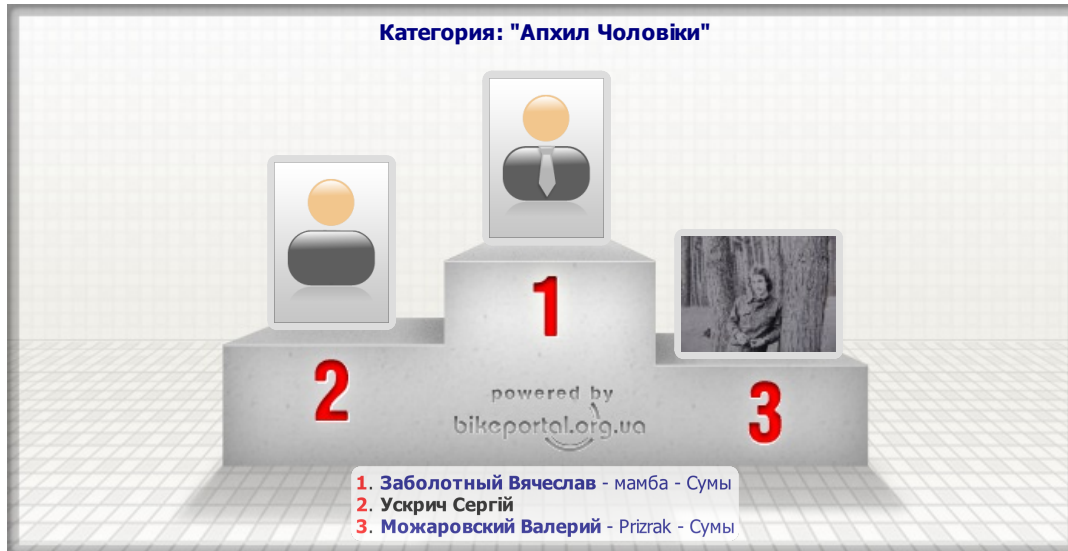 Категория: "Апхил Чоловіки"
1
2
3
powered by
bikeportal.org.ua
1. Заболотный Вячеслав - мамба - Сумы
2. Ускрич Сергій
3. Можаровский Валерий - Prizrak - Сумы